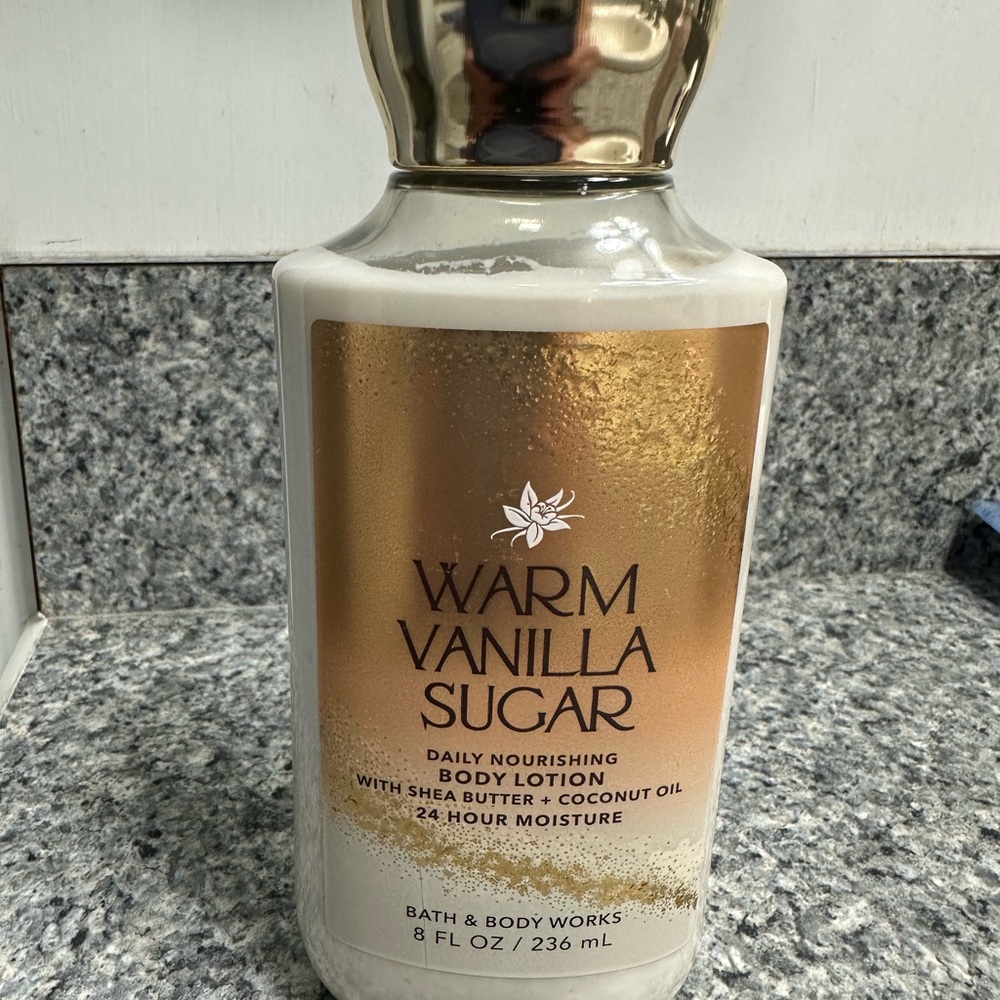 WARM
VANILLA
SUGAR
DAILY NOURISHING
BODY LOTION
WITH SHEA BUTTER + COCONUT OIL
24 HOUR MOISTURE
BATH & BODY WORKS
8 FL OZ / 236 mL